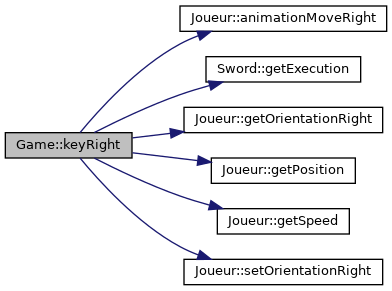 Joueur::animationMoveRight
Sword::getExecution
Joueur::getOrientationRight
Game::keyRight
Joueur::getPosition
Joueur::getSpeed
Joueur::setOrientationRight